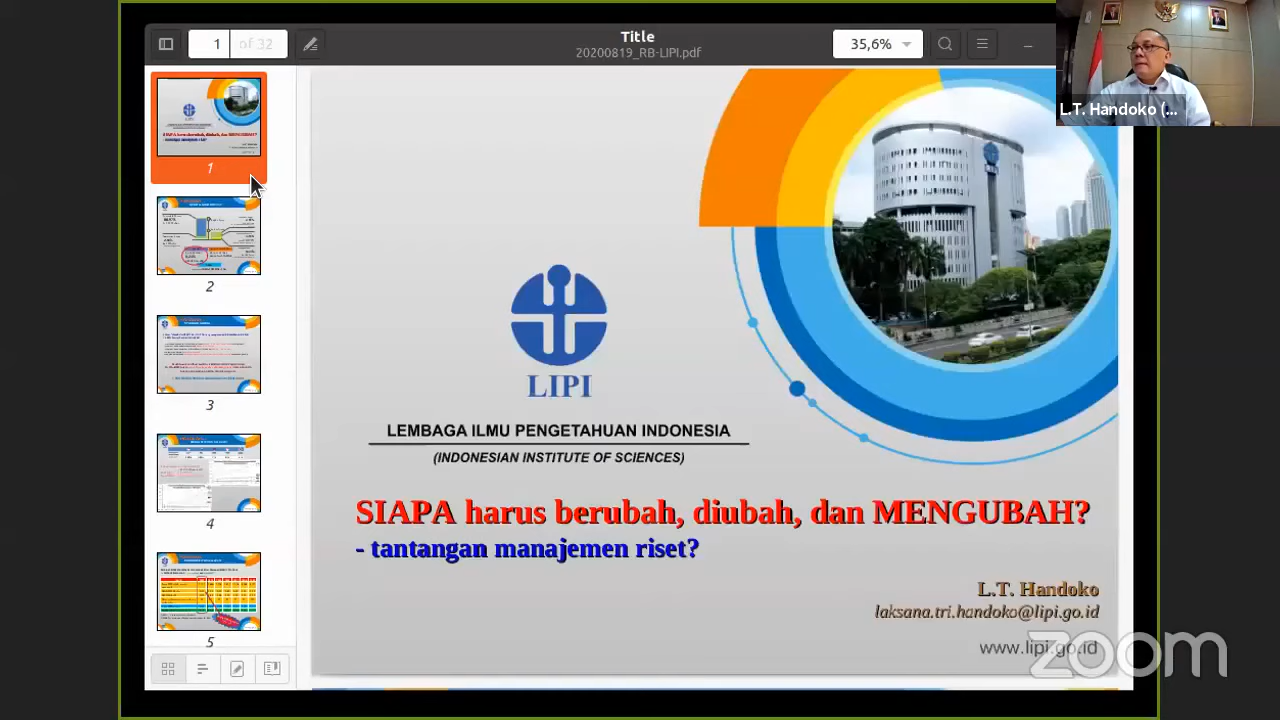 Title
20200819_RB-LIPI.pdf
1 of 32
35,6%
L.T. Handoko (...
1
2
3
4
5
LIPI
LEMBAGA ILMU PENGETAHUAN INDONESIA
(INDONESIAN INSTITUTE OF SCIENCES)
SIAPA harus berubah, diubah, dan MENGUBAH?
- tantangan manajemen riset?
L.T. Handoko
laksana.tri.handoko@lipi.go.id
www.lipi.go.id
zoom